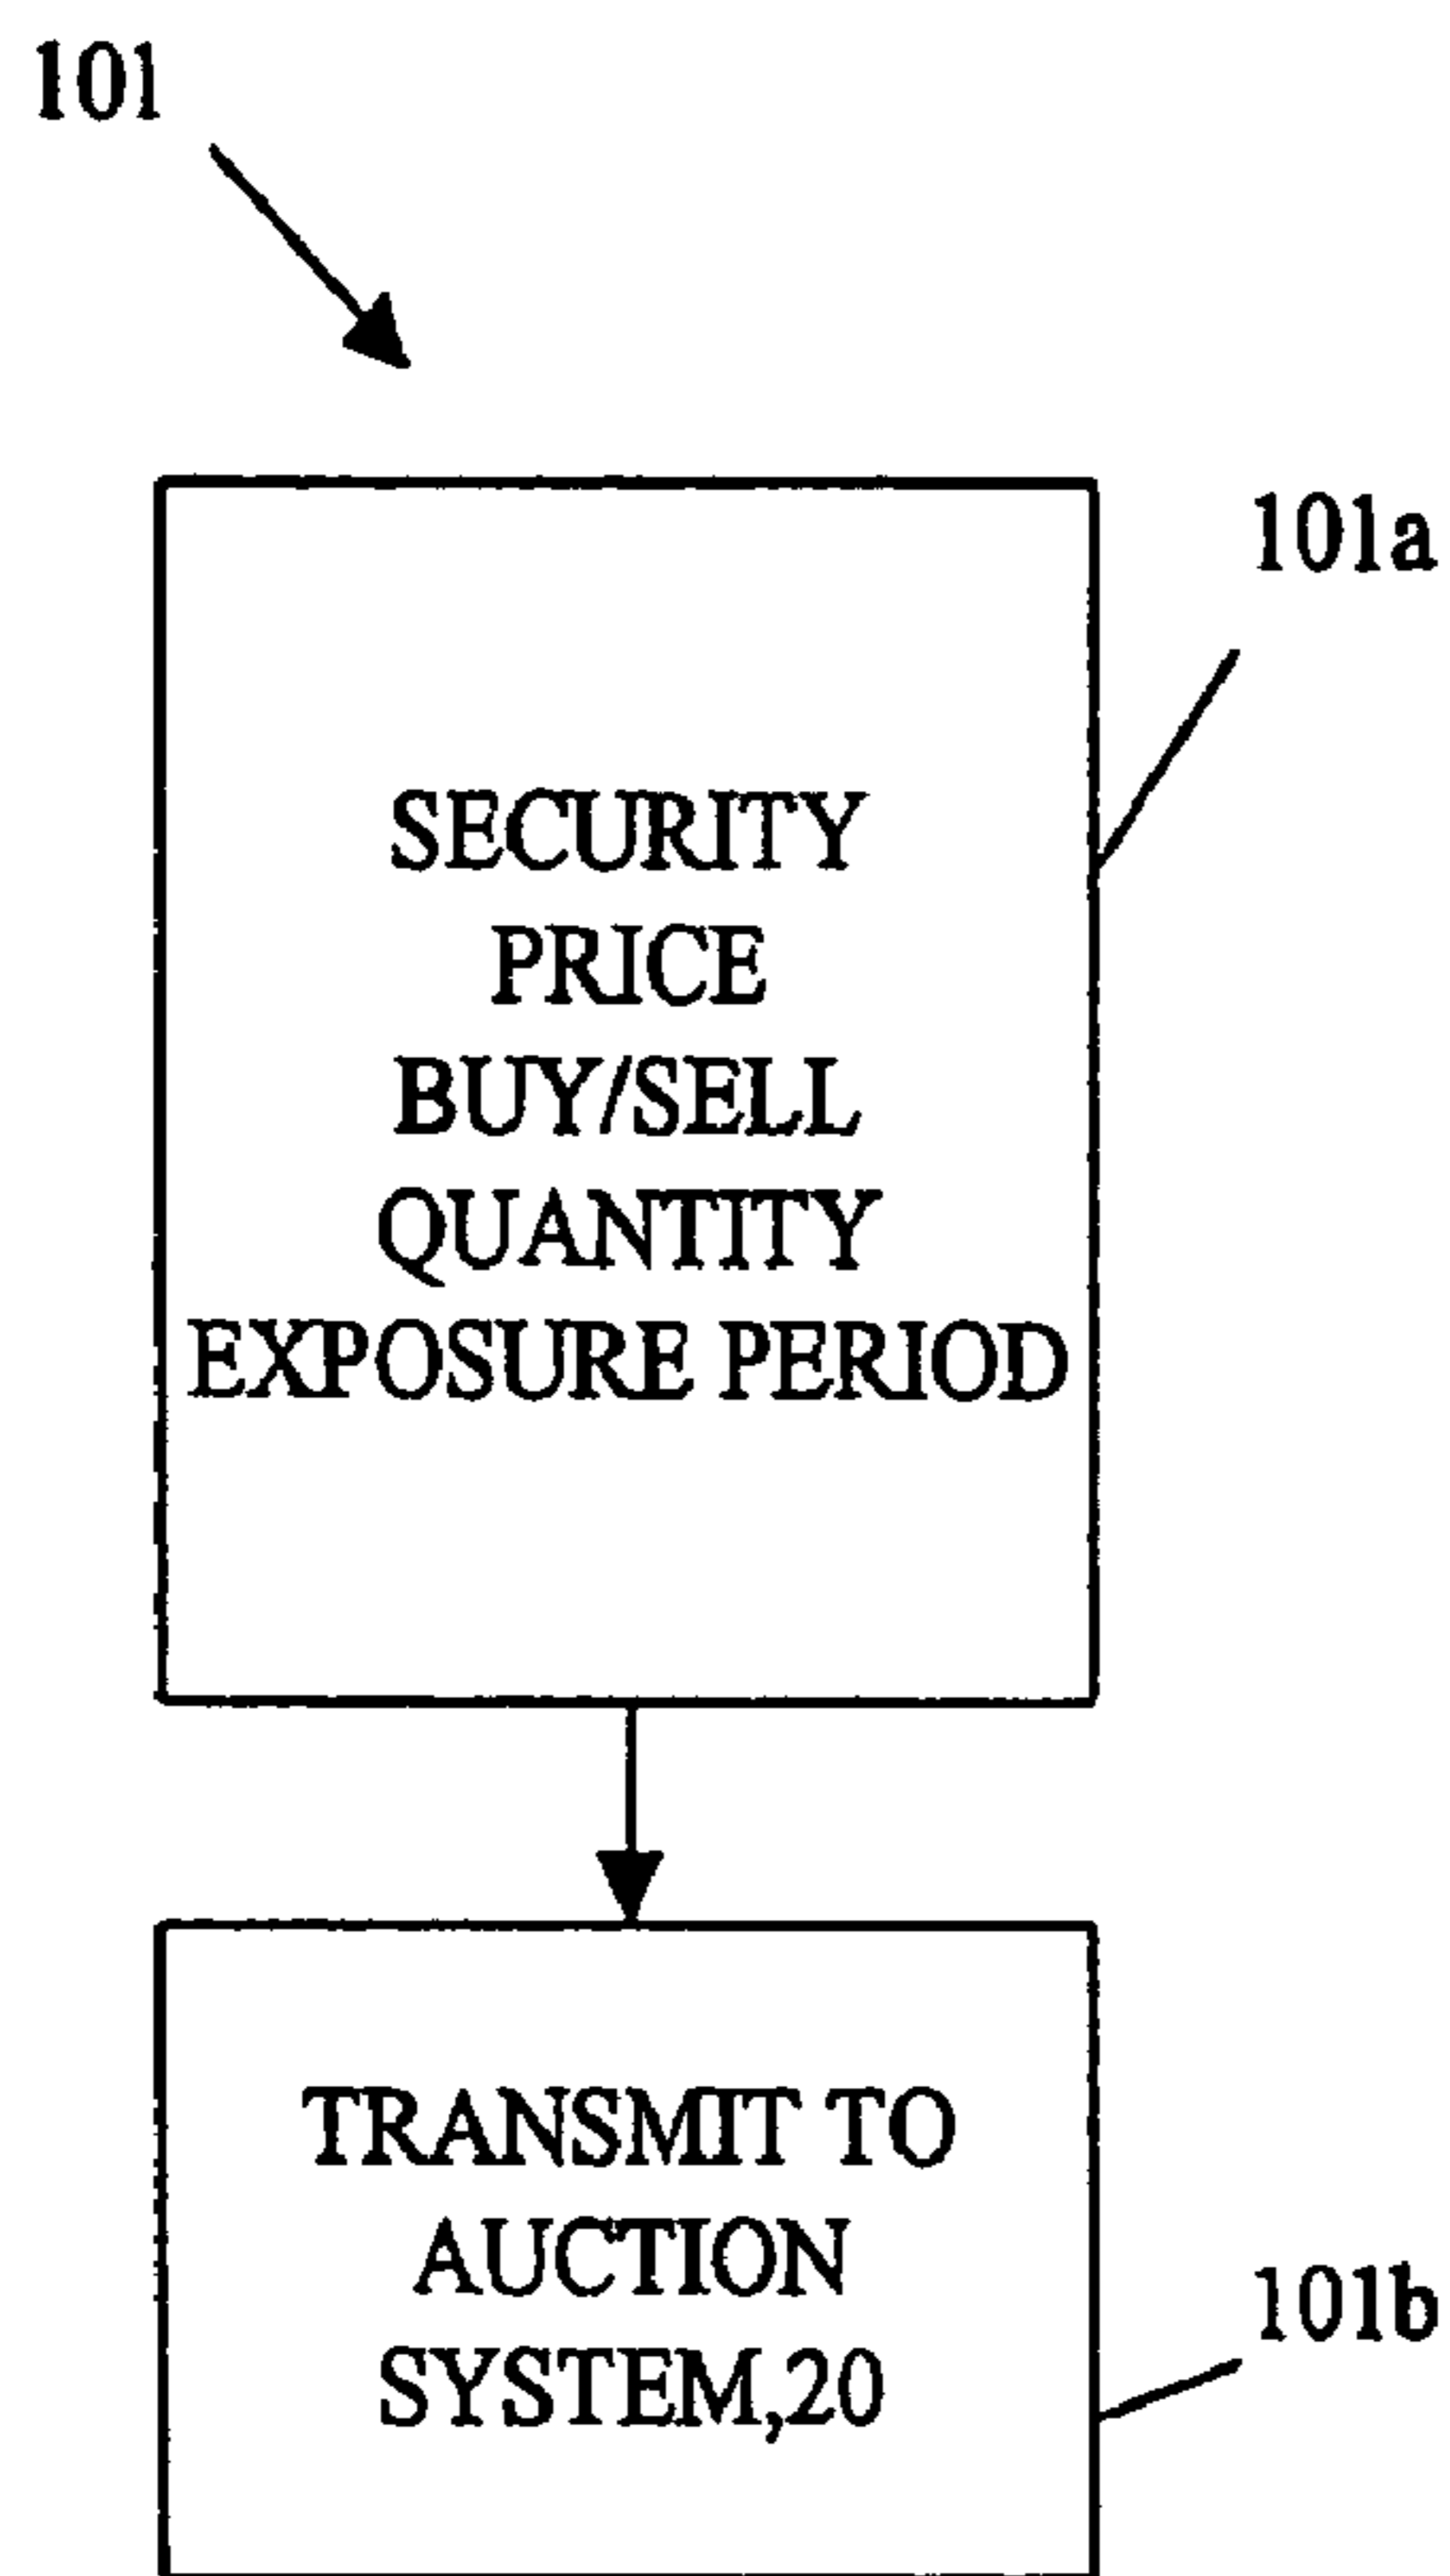 101
101a
SECURITY
PRICE
BUY/SELL
QUANTITY
EXPOSURE PERIOD
TRANSMIT TO
AUCTION
SYSTEM,20
101b